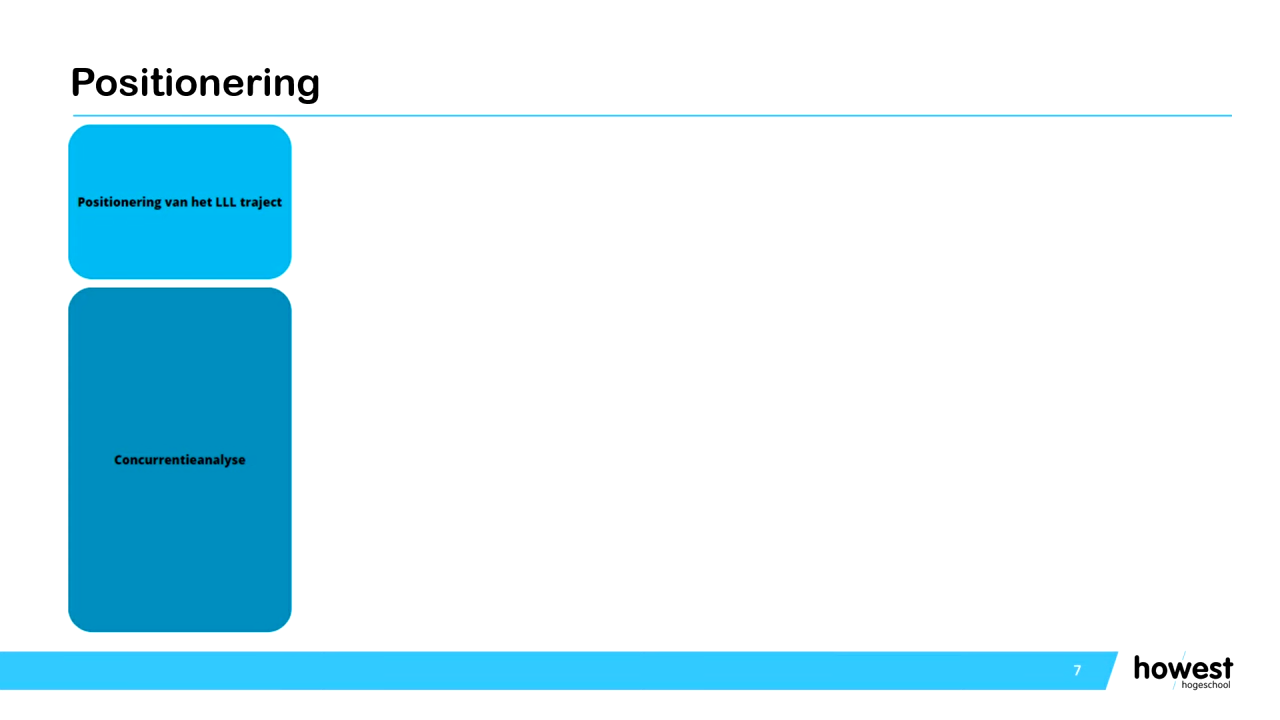 Positionering
Positionering van het LLL traject
Concurrentieanalyse
7
howest
hogeschool